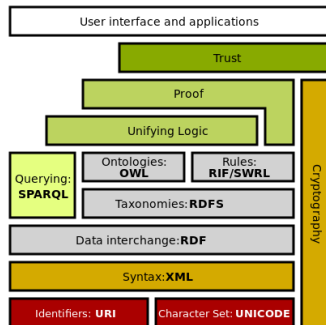 User interface and applications
Trust
Proof
Unifying Logic
Ontologies:
OWL
Rules:
RIF/SWRL
Querying:
SPARQL
Taxonomies:RDFS
Data interchange:RDF
Syntax:XML
Identifiers: URI
Character Set: UNICODE
Cryptography